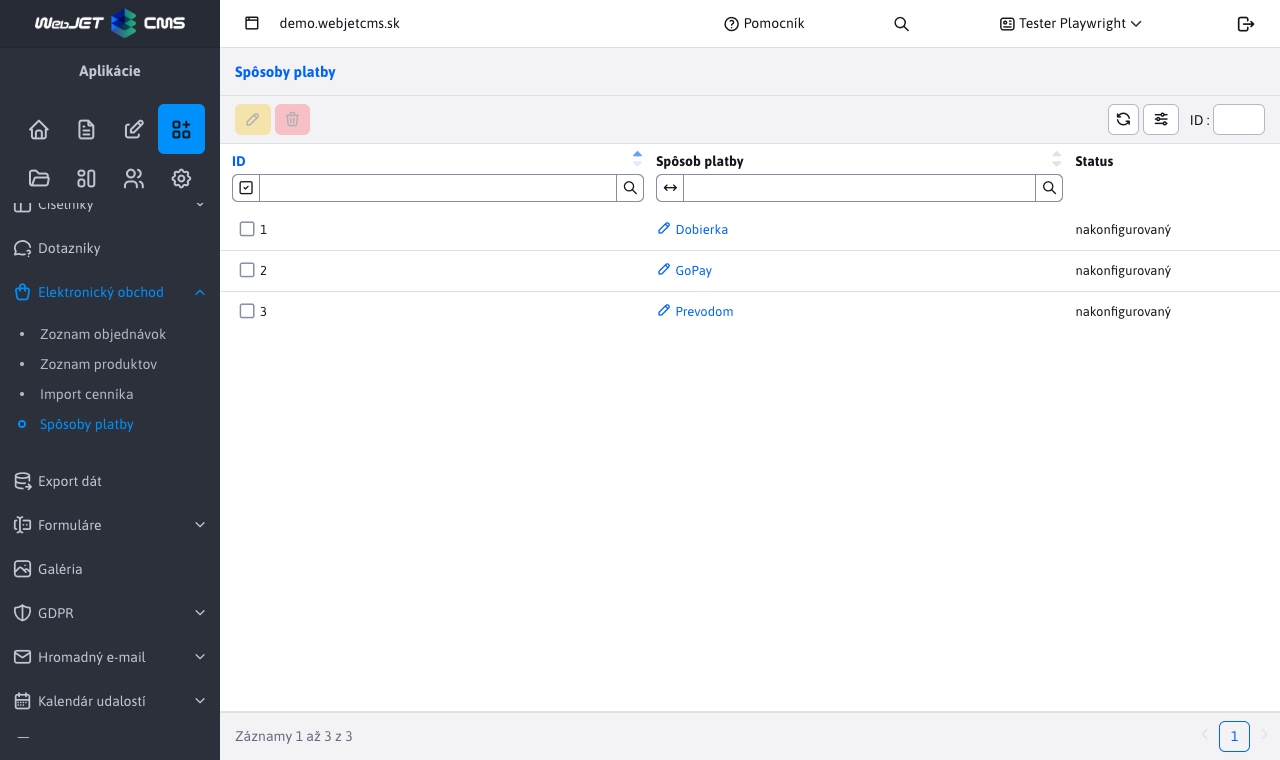 WebJET CMS
demo.webjetcms.sk
Pomocník
Tester Playwright
Aplikácie
Číselníky
Dotazníky
Elektronický obchod
Zoznam objednávok
Zoznam produktov
Import cenníka
Spôsoby platby
Export dát
Formuláre
Galéria
GDPR
Hromadný e-mail
Kalendár udalostí
Spôsoby platby
ID :
ID Spôsob platby Status
1 Dobierka nakonfigurovaný
2 GoPay nakonfigurovaný
3 Prevodom nakonfigurovaný
Záznamy 1 až 3 z 3
1